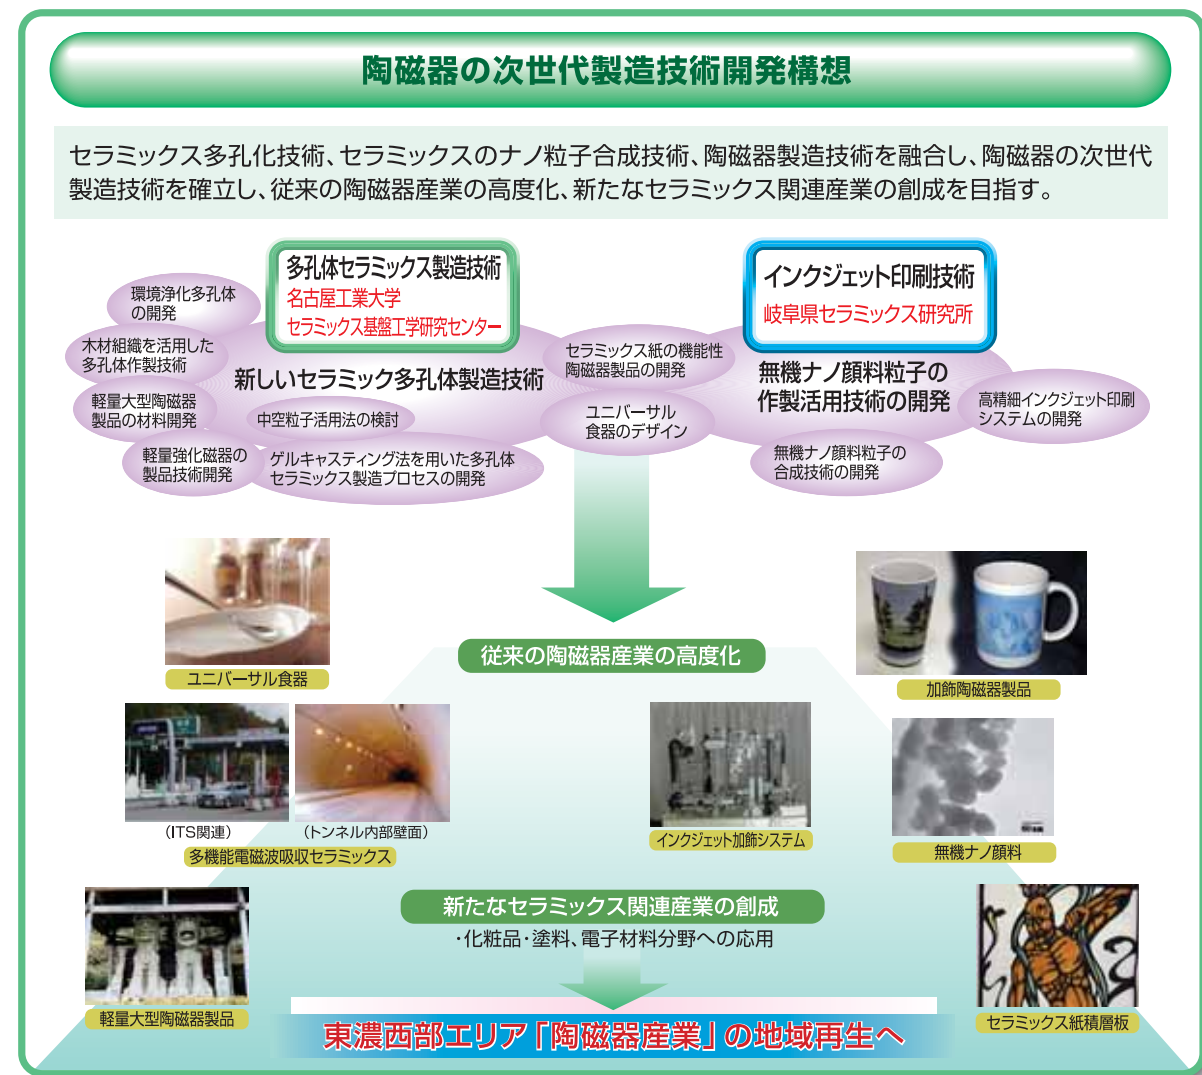 陶磁器の次世代製造技術開発構想
セラミックス多孔化技術、セラミックスのナノ粒子合成技術、陶磁器製造技術を融合し、陶磁器の次世代
製造技術を確立し、従来の陶磁器産業の高度化、新たなセラミックス関連産業の創成を目指す。
多孔体セラミックス製造技術
名古屋工業大学
セラミックス基盤工学研究センター
インクジェット印刷技術
岐阜県セラミックス研究所
環境浄化多孔体
の開発
木材組織を活用した
多孔体作製技術
軽量大型陶磁器
製品の材料開発
軽量強化磁器の
製品技術開発
新しいセラミック多孔体製造技術
中空粒子活用法の検討
ゲルキャスティング法を用いた多孔体
セラミックス製造プロセスの開発
セラミックス紙の機能性
陶磁器製品の開発
ユニバーサル
食器のデザイン
無機ナノ顔料粒子の
作製活用技術の開発
高精細インクジェット印刷
システムの開発
無機ナノ顔料粒子の
合成技術の開発
従来の陶磁器産業の高度化
ユニバーサル食器
加飾陶磁器製品
(ITS関連)
(トンネル内部壁面)
多機能電磁波吸収セラミックス
インクジェット加飾システム
無機ナノ顔料
新たなセラミックス関連産業の創成
・化粧品・塗料、電子材料分野への応用
軽量大型陶磁器製品
セラミックス紙積層板
東濃西部エリア「陶磁器産業」の地域再生へ